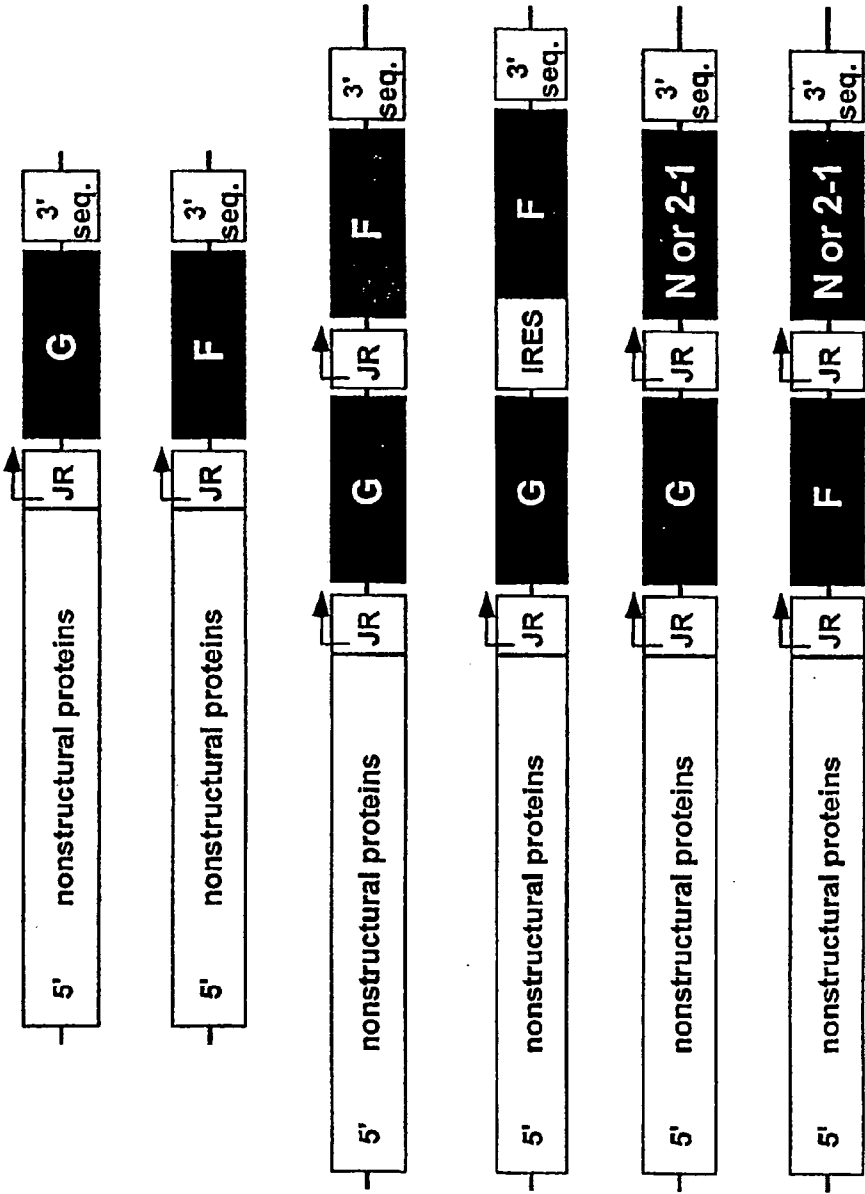 5' nonstructural proteins JR G 3' seq.
5' nonstructural proteins JR F 3' seq.
5' nonstructural proteins JR G JR F 3' seq.
5' nonstructural proteins JR G IRES F 3' seq.
5' nonstructural proteins JR G JR N or 2-1 3' seq.
5' nonstructural proteins JR F JR N or 2-1 3' seq.